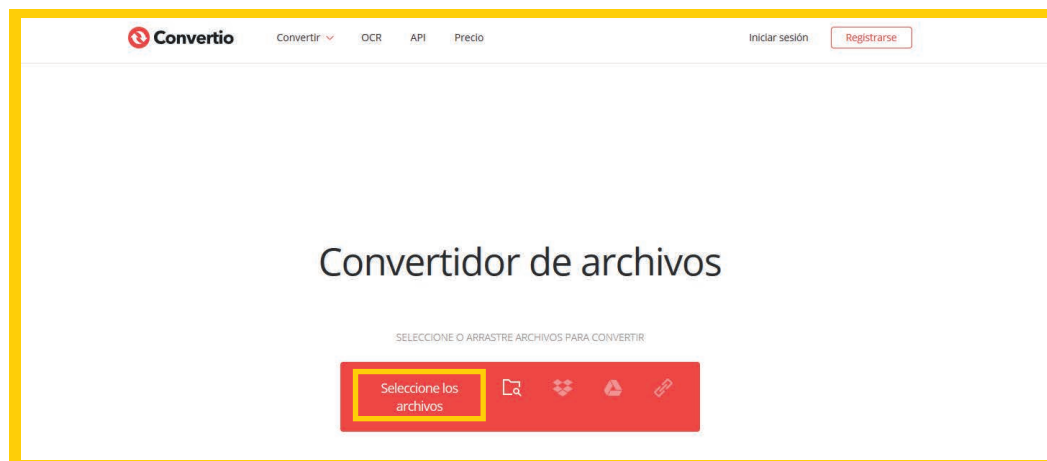 Convertio Convertir OCR API Precio Iniciar sesión Registrarse
Convertidor de archivos
SELECCIONE O ARRASTRE ARCHIVOS PARA CONVERTIR
Seleccione los
archivos